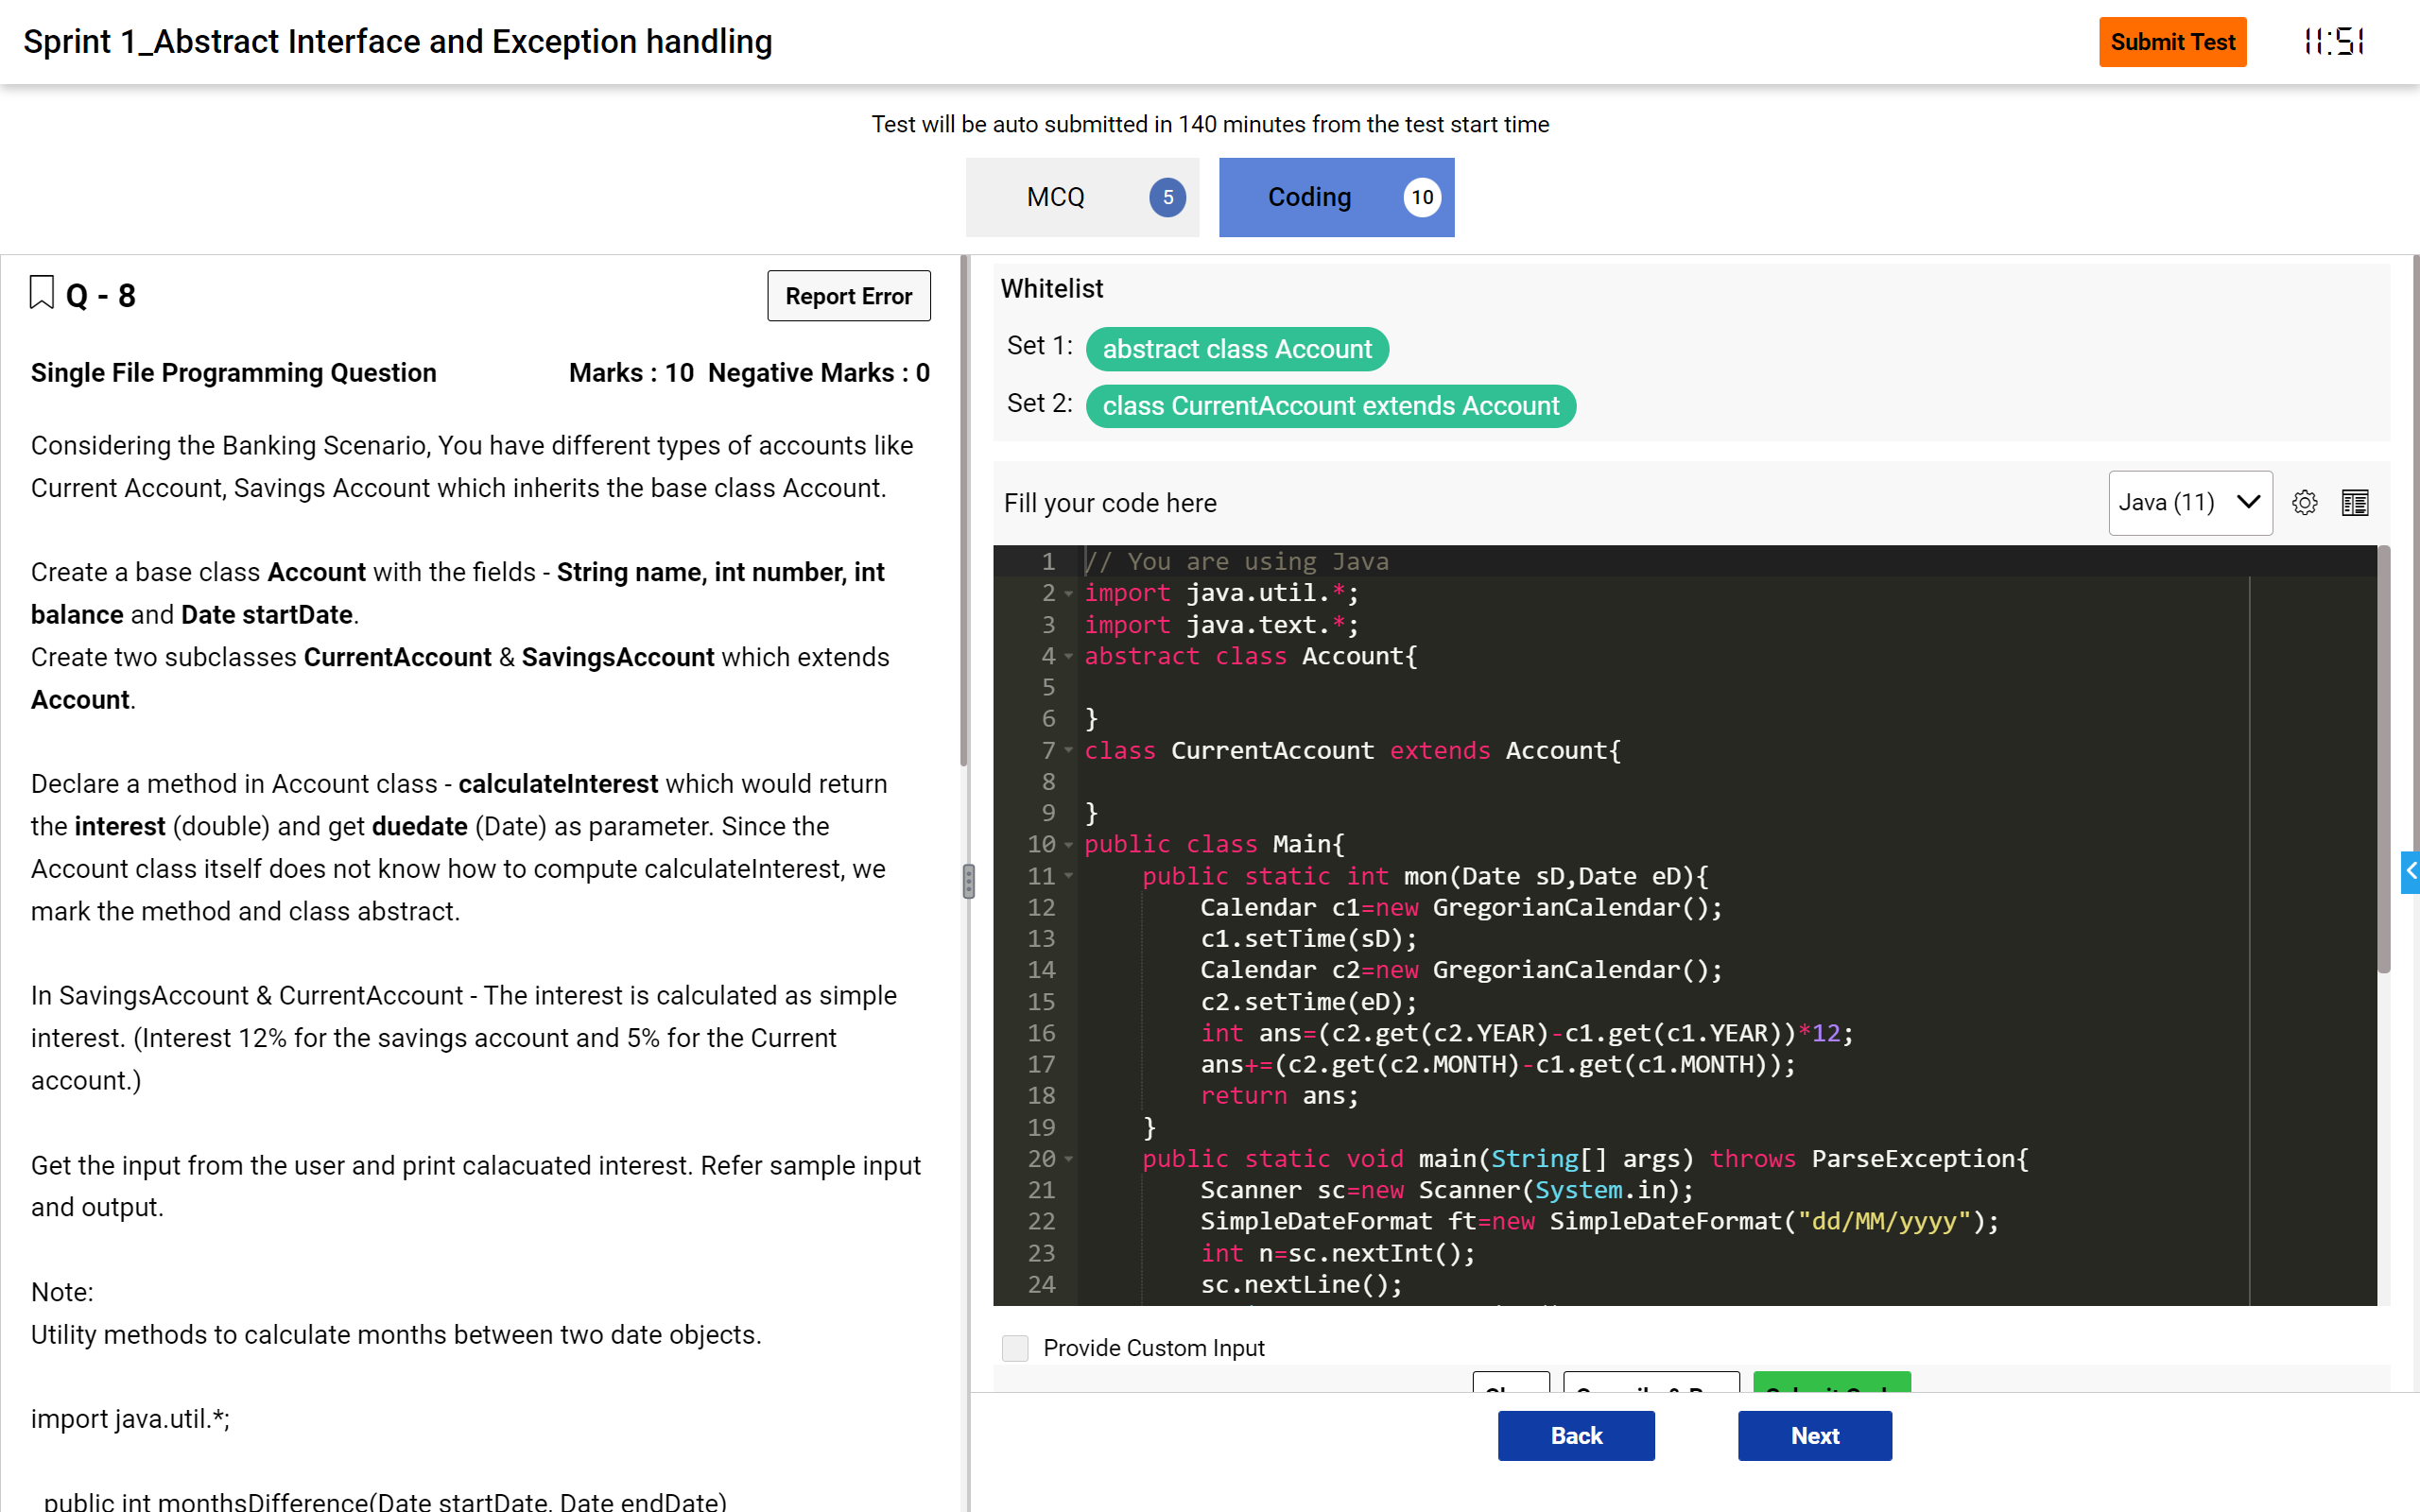 Sprint 1_Abstract Interface and Exception handling
Submit Test
11:51
Test will be auto submitted in 140 minutes from the test start time
MCQ 5
Coding 10
Q - 8
Report Error
Single File Programming Question
Marks : 10 Negative Marks : 0
Considering the Banking Scenario, You have different types of accounts like
Current Account, Savings Account which inherits the base class Account.
Create a base class Account with the fields - String name, int number, int
balance and Date startDate.
Create two subclasses CurrentAccount & SavingsAccount which extends
Account.
Declare a method in Account class - calculateInterest which would return
the interest (double) and get duedate (Date) as parameter. Since the
Account class itself does not know how to compute calculateInterest, we
mark the method and class abstract.
In SavingsAccount & CurrentAccount - The interest is calculated as simple
interest. (Interest 12% for the savings account and 5% for the Current
account.)
Get the input from the user and print calacuated interest. Refer sample input
and output.
Note:
Utility methods to calculate months between two date objects.
import java.util.*;
public int monthsDifference(Date startDate, Date endDate)
Whitelist
Set 1: abstract class Account
Set 2: class CurrentAccount extends Account
Fill your code here
Java (11)
1 // You are using Java
2 import java.util.*;
3 import java.text.*;
4 abstract class Account{
5
6 }
7 class CurrentAccount extends Account{
8
9 }
10 public class Main{
11 public static int mon(Date sD,Date eD){
12 Calendar c1=new GregorianCalendar();
13 c1.setTime(sD);
14 Calendar c2=new GregorianCalendar();
15 c2.setTime(eD);
16 int ans=(c2.get(c2.YEAR)-c1.get(c1.YEAR))*12;
17 ans+=(c2.get(c2.MONTH)-c1.get(c1.MONTH));
18 return ans;
19 }
20 public static void main(String[] args) throws ParseException{
21 Scanner sc=new Scanner(System.in);
22 SimpleDateFormat ft=new SimpleDateFormat("dd/MM/yyyy");
23 int n=sc.nextInt();
24 sc.nextLine();
Provide Custom Input
Back
Next